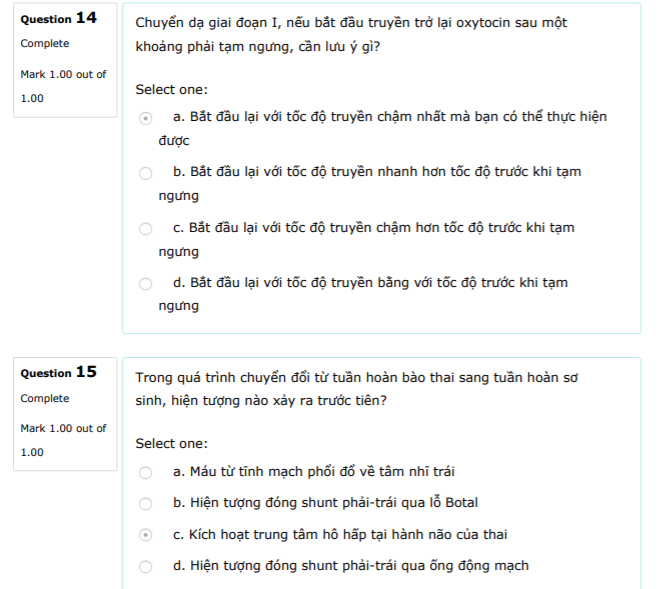 Question 14
Complete
Mark 1.00 out of
1.00
Chuyển dạ giai đoạn I, nếu bắt đầu truyền trở lại oxytocin sau một
khoảng phải tạm ngưng, cần lưu ý gì?
Select one:
a. Bắt đầu lại với tốc độ truyền chậm nhất mà bạn có thể thực hiện
được
b. Bắt đầu lại với tốc độ truyền nhanh hơn tốc độ trước khi tạm
ngưng
c. Bắt đầu lại với tốc độ truyền chậm hơn tốc độ trước khi tạm
ngưng
d. Bắt đầu lại với tốc độ truyền bằng với tốc độ trước khi tạm
ngưng
Question 15
Complete
Mark 1.00 out of
1.00
Trong quá trình chuyển đổi từ tuần hoàn bào thai sang tuần hoàn sơ
sinh, hiện tượng nào xảy ra trước tiên?
Select one:
a. Máu từ tĩnh mạch phổi đổ về tâm nhĩ trái
b. Hiện tượng đóng shunt phải-trái qua lỗ Botal
c. Kích hoạt trung tâm hô hấp tại hành não của thai
d. Hiện tượng đóng shunt phải-trái qua ống động mạch